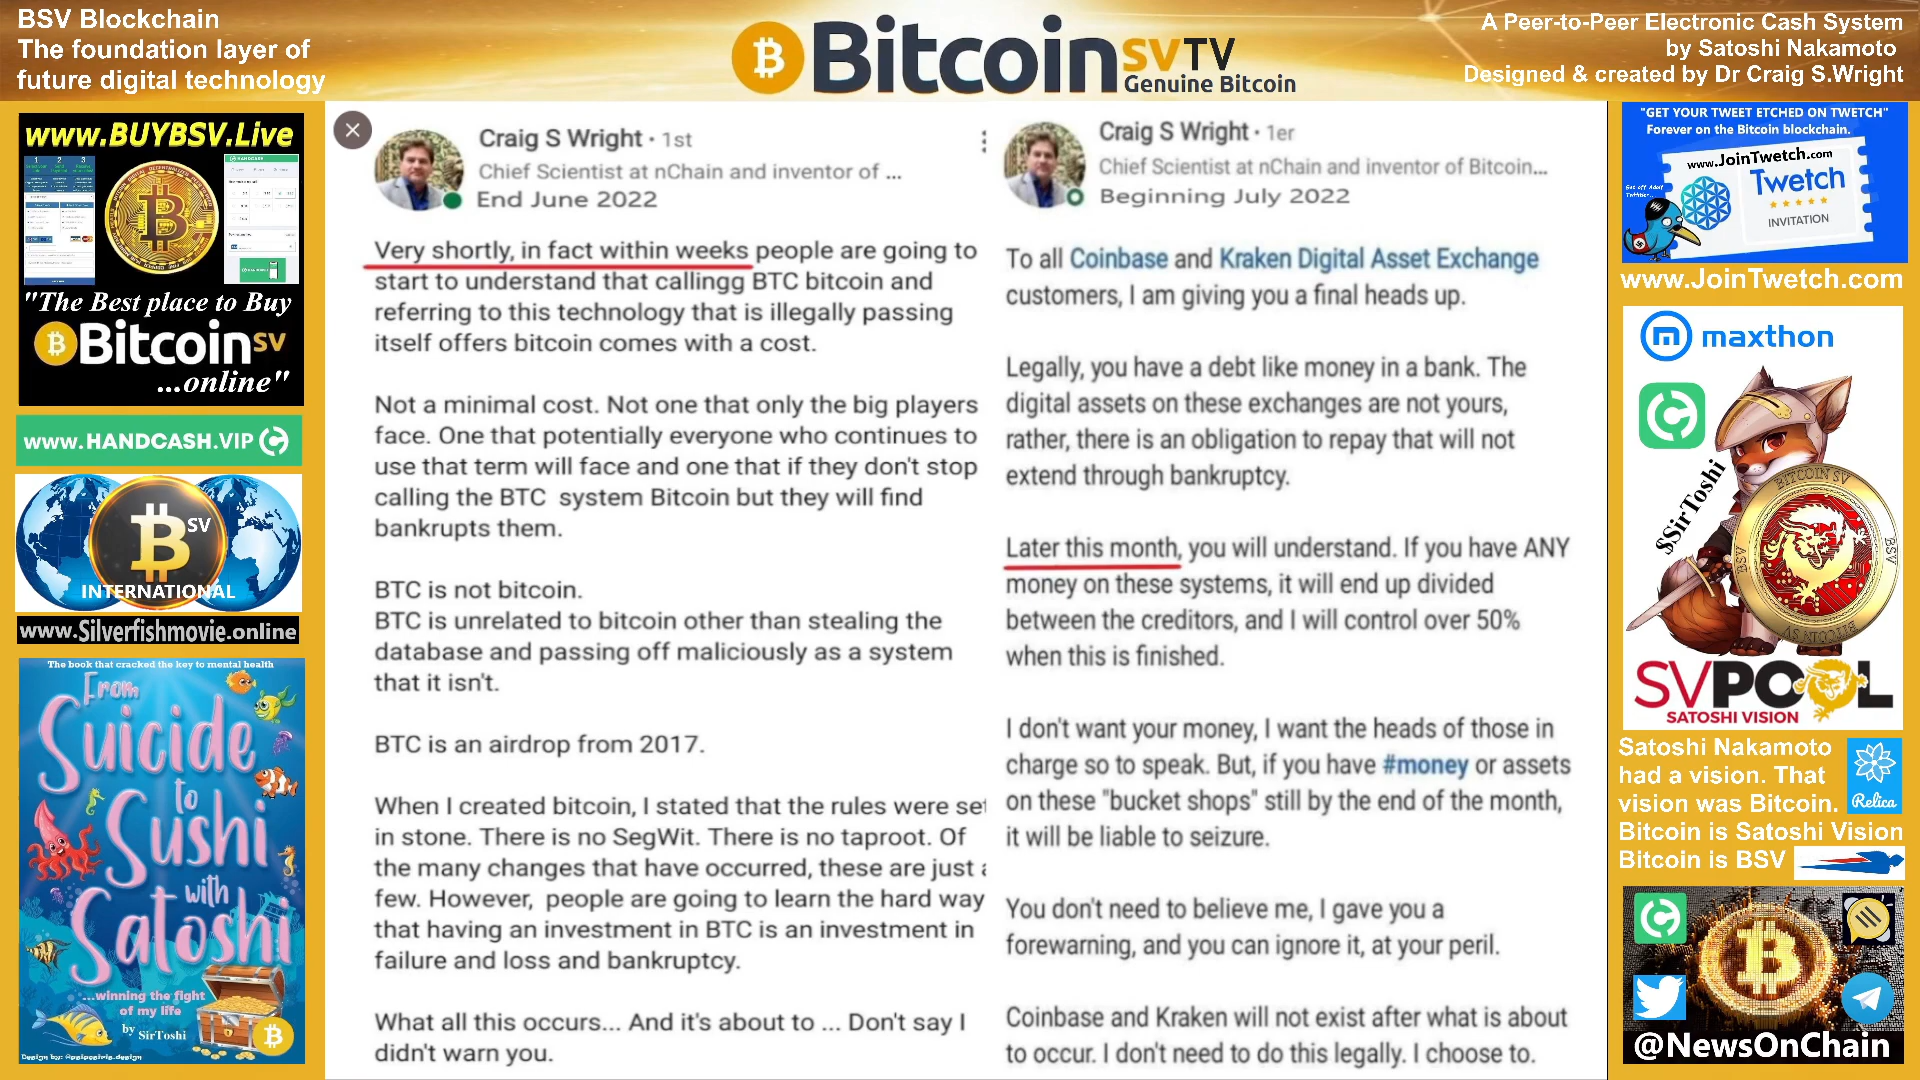 BSV Blockchain
The foundation layer of
future digital technology
Bitcoin SVTV
Genuine Bitcoin
A Peer-to-Peer Electronic Cash System
by Satoshi Nakamoto
Designed & created by Dr Craig S.Wright
www.BUYBSV.Live
"The Best place to Buy
Bitcoin SV
...online"
www.HANDCASH.VIP
SV
INTERNATIONAL
www.Silverfishmovie.online
The book that cracked the key to mental health
From
Suicide
to
Sushi
with
Satoshi
...winning the fight
of my life
by SirToshi
Craig S Wright · 1st
Chief Scientist at nChain and inventor of ...
End June 2022
Very shortly, in fact within weeks people are going to
start to understand that callingg BTC bitcoin and
referring to this technology that is illegally passing
itself offers bitcoin comes with a cost.
Not a minimal cost. Not one that only the big players
face. One that potentially everyone who continues to
use that term will face and one that if they don't stop
calling the BTC system Bitcoin but they will find
bankrupts them.
BTC is not bitcoin.
BTC is unrelated to bitcoin other than stealing the
database and passing off maliciously as a system
that it isn't.
BTC is an airdrop from 2017.
When I created bitcoin, I stated that the rules were set
in stone. There is no SegWit. There is no taproot. Of
the many changes that have occurred, these are just a
few. However, people are going to learn the hard way
that having an investment in BTC is an investment in
failure and loss and bankruptcy.
What all this occurs... And it's about to ... Don't say I
didn't warn you.
Craig S Wright · 1er
Chief Scientist at nChain and inventor of Bitcoin...
Beginning July 2022
To all Coinbase and Kraken Digital Asset Exchange
customers, I am giving you a final heads up.
Legally, you have a debt like money in a bank. The
digital assets on these exchanges are not yours,
rather, there is an obligation to repay that will not
extend through bankruptcy.
Later this month, you will understand. If you have ANY
money on these systems, it will end up divided
between the creditors, and I will control over 50%
when this is finished.
I don't want your money, I want the heads of those in
charge so to speak. But, if you have #money or assets
on these "bucket shops" still by the end of the month,
it will be liable to seizure.
You don't need to believe me, I gave you a
forewarning, and you can ignore it, at your peril.
Coinbase and Kraken will not exist after what is about
to occur. I don't need to do this legally. I choose to.
"GET YOUR TWEET ETCHED ON TWETCH"
Forever on the Bitcoin blockchain.
www.JoinTwetch.com
Twetch
INVITATION
www.JoinTwetch.com
maxthon
$SirToshi
BITCOIN SV
BSV
BSV
BITCOIN SV
SVPOOL
SATOSHI VISION
Satoshi Nakamoto
had a vision. That
vision was Bitcoin.
Relica
Bitcoin is Satoshi Vision
Bitcoin is BSV
@NewsOnChain